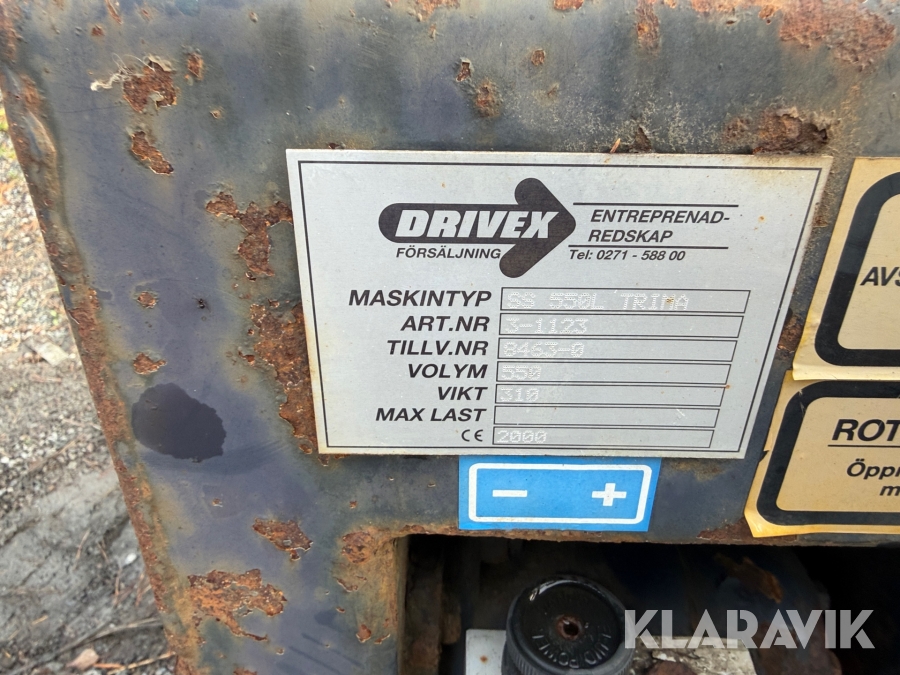 DRIVEX
FÖRSÄLJNING
ENTREPRENAD-
REDSKAP
Tel: 0271 - 588 00
MASKINTYP SS 550L TRIMA
ART.NR 3-1123
TILLV.NR 8463-0
VOLYM 550
VIKT 310
MAX LAST
CE 2000
− +
AVS
ROT
Öpp
m
KLARAVIK